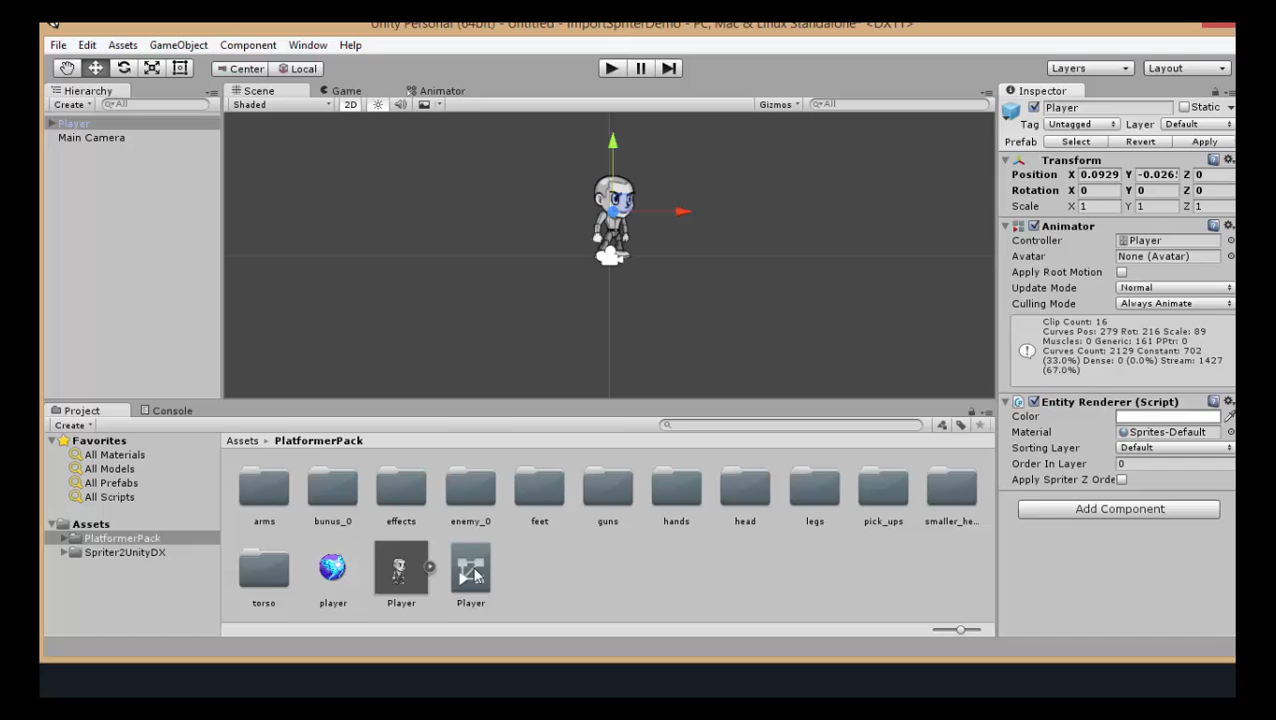 Unity Personal (64bit) - Untitled - ImportSpriterDemo - PC, Mac & Linux Standalone* <DX11>
File Edit Assets GameObject Component Window Help
Center Local Layers Layout
Hierarchy
Create All
Player
Main Camera
Scene Game Animator
Shaded 2D Gizmos All
Inspector
Player Static
Tag Untagged Layer Default
Prefab Select Revert Apply
Transform
Position X 0.0929 Y -0.026 Z 0
Rotation X 0 Y 0 Z 0
Scale X 1 Y 1 Z 1
Animator
Controller Player
Avatar None (Avatar)
Apply Root Motion
Update Mode Normal
Culling Mode Always Animate
Clip Count: 16
Curves Pos: 279 Rot: 216 Scale: 89
Muscles: 0 Generic: 161 PPtr: 0
Curves Count: 2129 Constant: 702
(33.0%) Dense: 0 (0.0%) Stream: 1427
(67.0%)
Entity Renderer (Script)
Color
Material Sprites-Default
Sorting Layer Default
Order In Layer 0
Apply Spriter Z Orde
Add Component
Project Console
Create
Favorites
All Materials
All Models
All Prefabs
All Scripts
Assets
PlatformerPack
Spriter2UnityDX
Assets PlatformerPack
arms bunus_0 effects enemy_0 feet guns hands head legs pick_ups smaller_he...
torso player Player Player